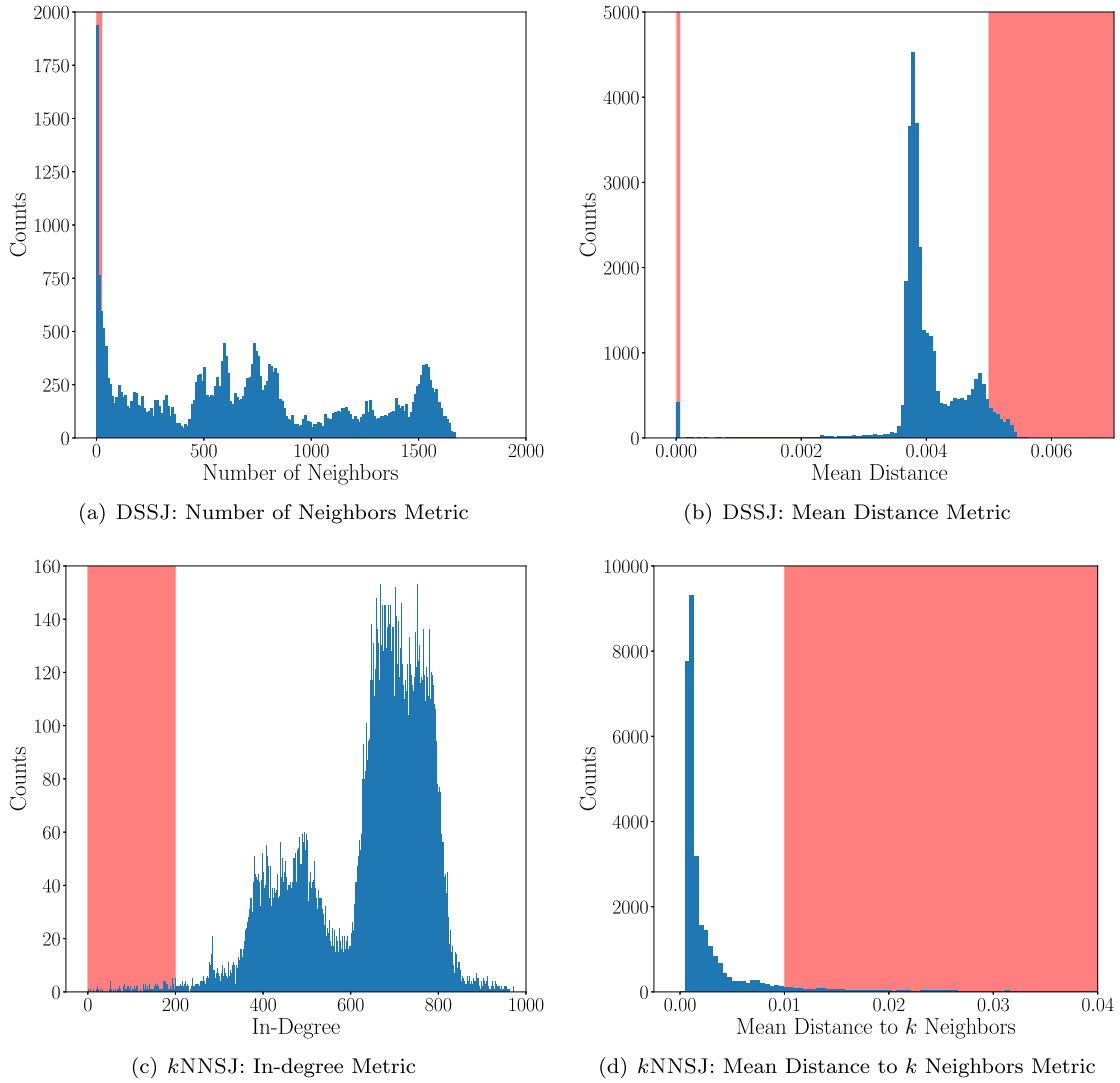 2000
1750
1500
1250
1000
750
500
250
0
Counts
0 500 1000 1500 2000
Number of Neighbors
(a) DSSJ: Number of Neighbors Metric
5000
4000
3000
2000
1000
0
Counts
0.000 0.002 0.004 0.006
Mean Distance
(b) DSSJ: Mean Distance Metric
160
140
120
100
80
60
40
20
0
Counts
0 200 400 600 800 1000
In-Degree
(c) kNNSJ: In-degree Metric
10000
8000
6000
4000
2000
0
Counts
0.00 0.01 0.02 0.03 0.04
Mean Distance to k Neighbors
(d) kNNSJ: Mean Distance to k Neighbors Metric